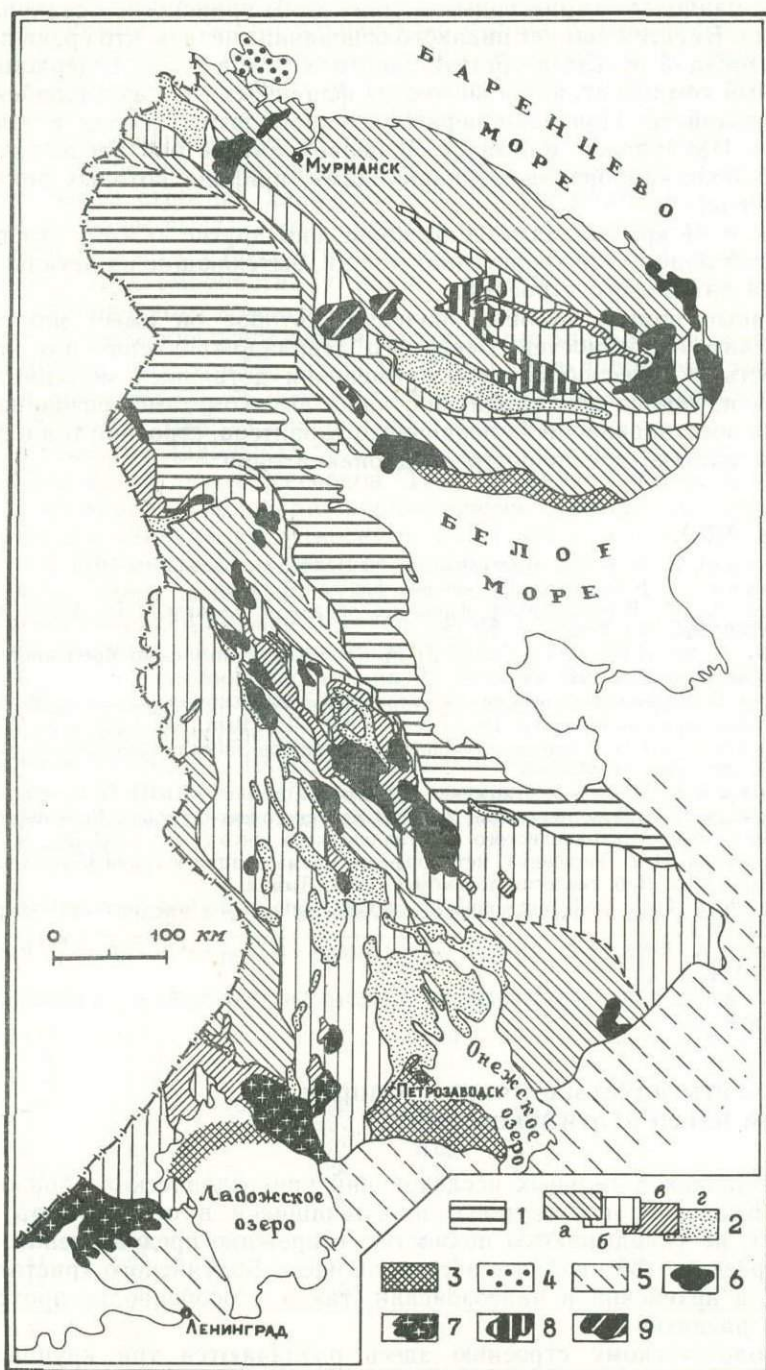 БАРЕНЦЕВО
МОРЕ
МУРМАНСК
БЕЛОЕ
МОРЕ
0 100 км
Онежское
озеро
ПЕТРОЗАВОДСК
Ладожское
озеро
ЛЕНИНГРАД
1 а в г 2
3 4 5 6
7 8 9